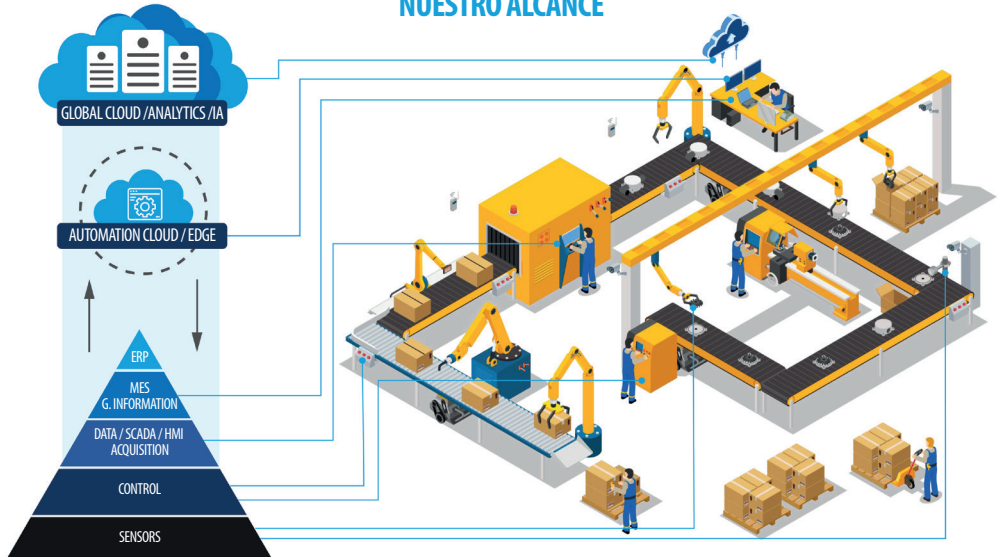 NUESTRO ALCANCE
GLOBAL CLOUD /ANALYTICS /IA
AUTOMATION CLOUD / EDGE
ERP
MES
G. INFORMATION
DATA / SCADA / HMI
ACQUISITION
CONTROL
SENSORS